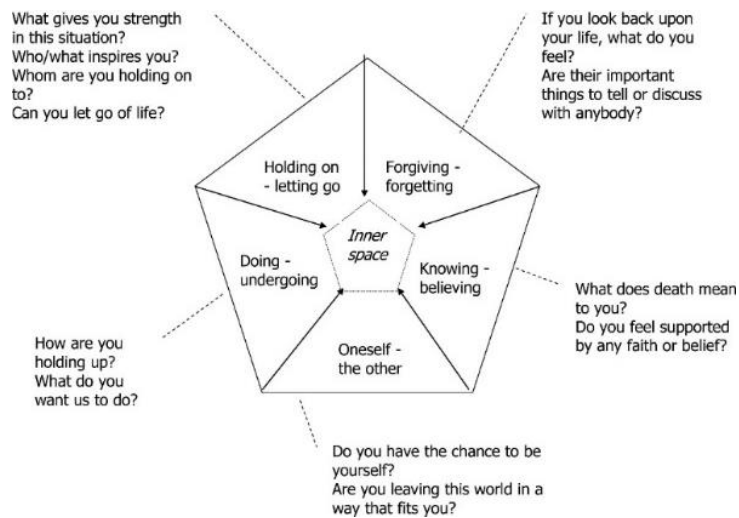 What gives you strength
in this situation?
Who/what inspires you?
Whom are you holding on
to?
Can you let go of life?
If you look back upon
your life, what do you
feel?
Are their important
things to tell or discuss
with anybody?
Holding on
- letting go
Forgiving -
forgetting
Inner
space
Doing -
undergoing
Knowing -
believing
Oneself -
the other
What does death mean
to you?
Do you feel supported
by any faith or belief?
How are you
holding up?
What do you
want us to do?
Do you have the chance to be
yourself?
Are you leaving this world in a
way that fits you?